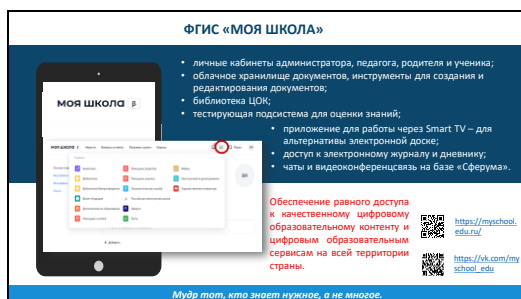 ФГИС «МОЯ ШКОЛА»
• личные кабинеты администратора, педагога, родителя и ученика;
• облачное хранилище документов, инструменты для создания и
редактирования документов;
• библиотека ЦОК;
• тестирующая подсистема для оценки знаний;
• приложение для работы через Smart TV – для
альтернативы электронной доске;
• доступ к электронному журналу и дневнику;
• чаты и видеоконференцсвязь на базе «Сферума».
МОЯ ШКОЛА β
МОЯ ШКОЛА β
Обеспечение равного доступа
к качественному цифровому
образовательному контенту и
цифровым образовательным
сервисам на всей территории
страны.
https://myschool.
edu.ru/
https://vk.com/my
school_edu
Мудр тот, кто знает нужное, а не многое.